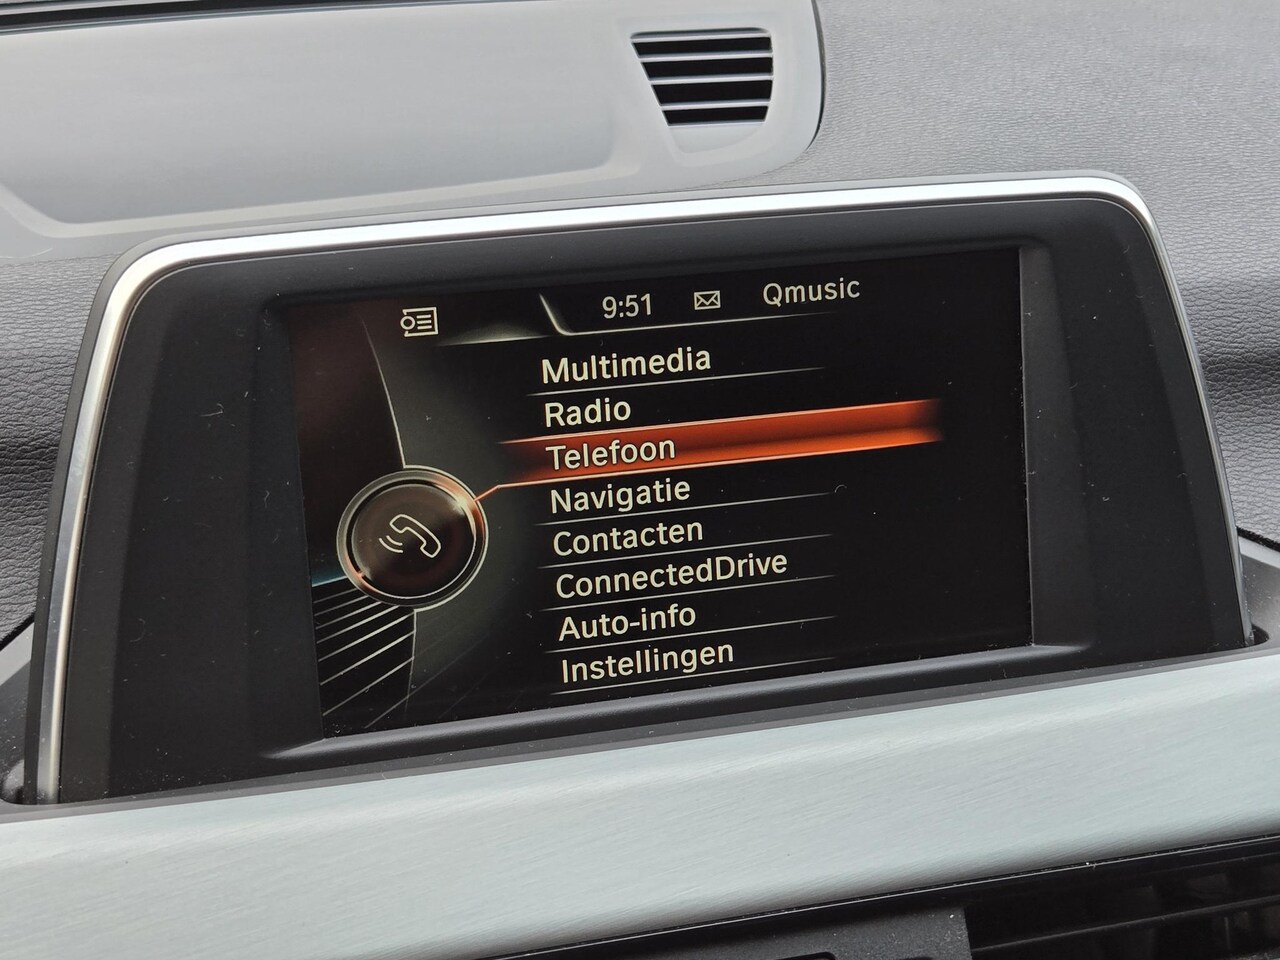 9:51 Qmusic
Multimedia
Radio
Telefoon
Navigatie
Contacten
ConnectedDrive
Auto-info
Instellingen